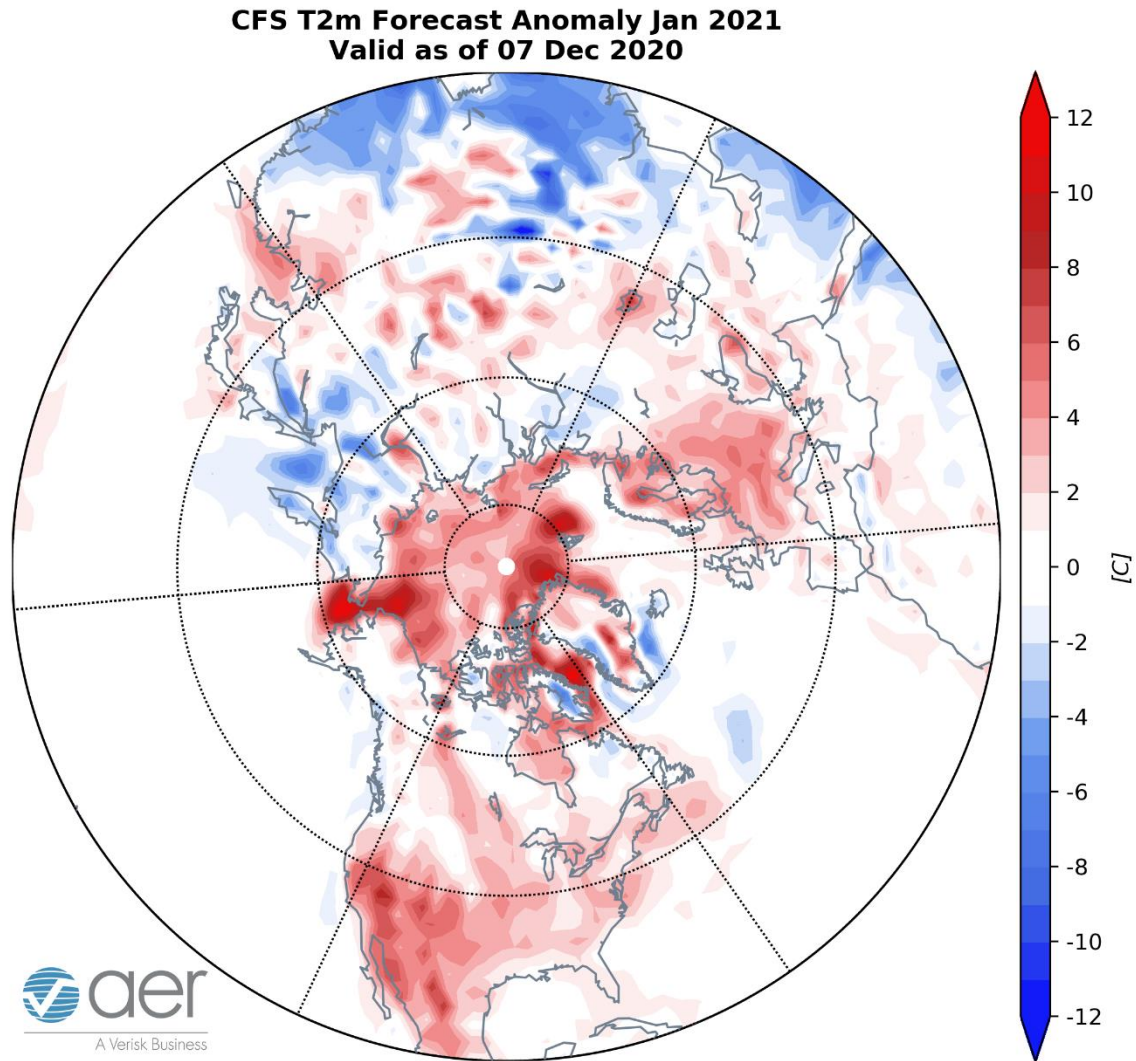 CFS T2m Forecast Anomaly Jan 2021
Valid as of 07 Dec 2020
12
10
8
6
4
2
0
-2
-4
-6
-8
-10
-12
[C]
aer
A Verisk Business